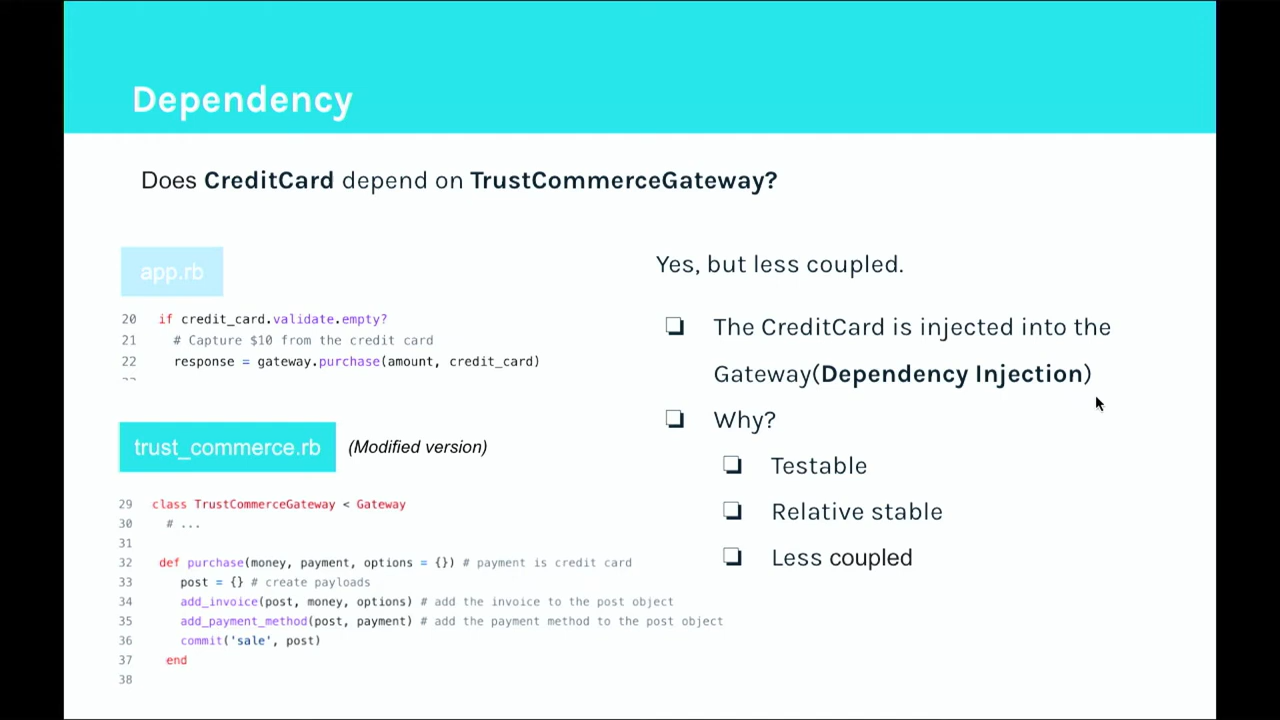 Dependency
Does CreditCard depend on TrustCommerceGateway?
app.rb
20 if credit_card.validate.empty?
21 # Capture $10 from the credit card
22 response = gateway.purchase(amount, credit_card)
trust_commerce.rb (Modified version)
29 class TrustCommerceGateway < Gateway
30 # ...
31
32 def purchase(money, payment, options = {}) # payment is credit card
33 post = {} # create payloads
34 add_invoice(post, money, options) # add the invoice to the post object
35 add_payment_method(post, payment) # add the payment method to the post object
36 commit('sale', post)
37 end
38
Yes, but less coupled.
❏ The CreditCard is injected into the
Gateway(Dependency Injection)
❏ Why?
❏ Testable
❏ Relative stable
❏ Less coupled